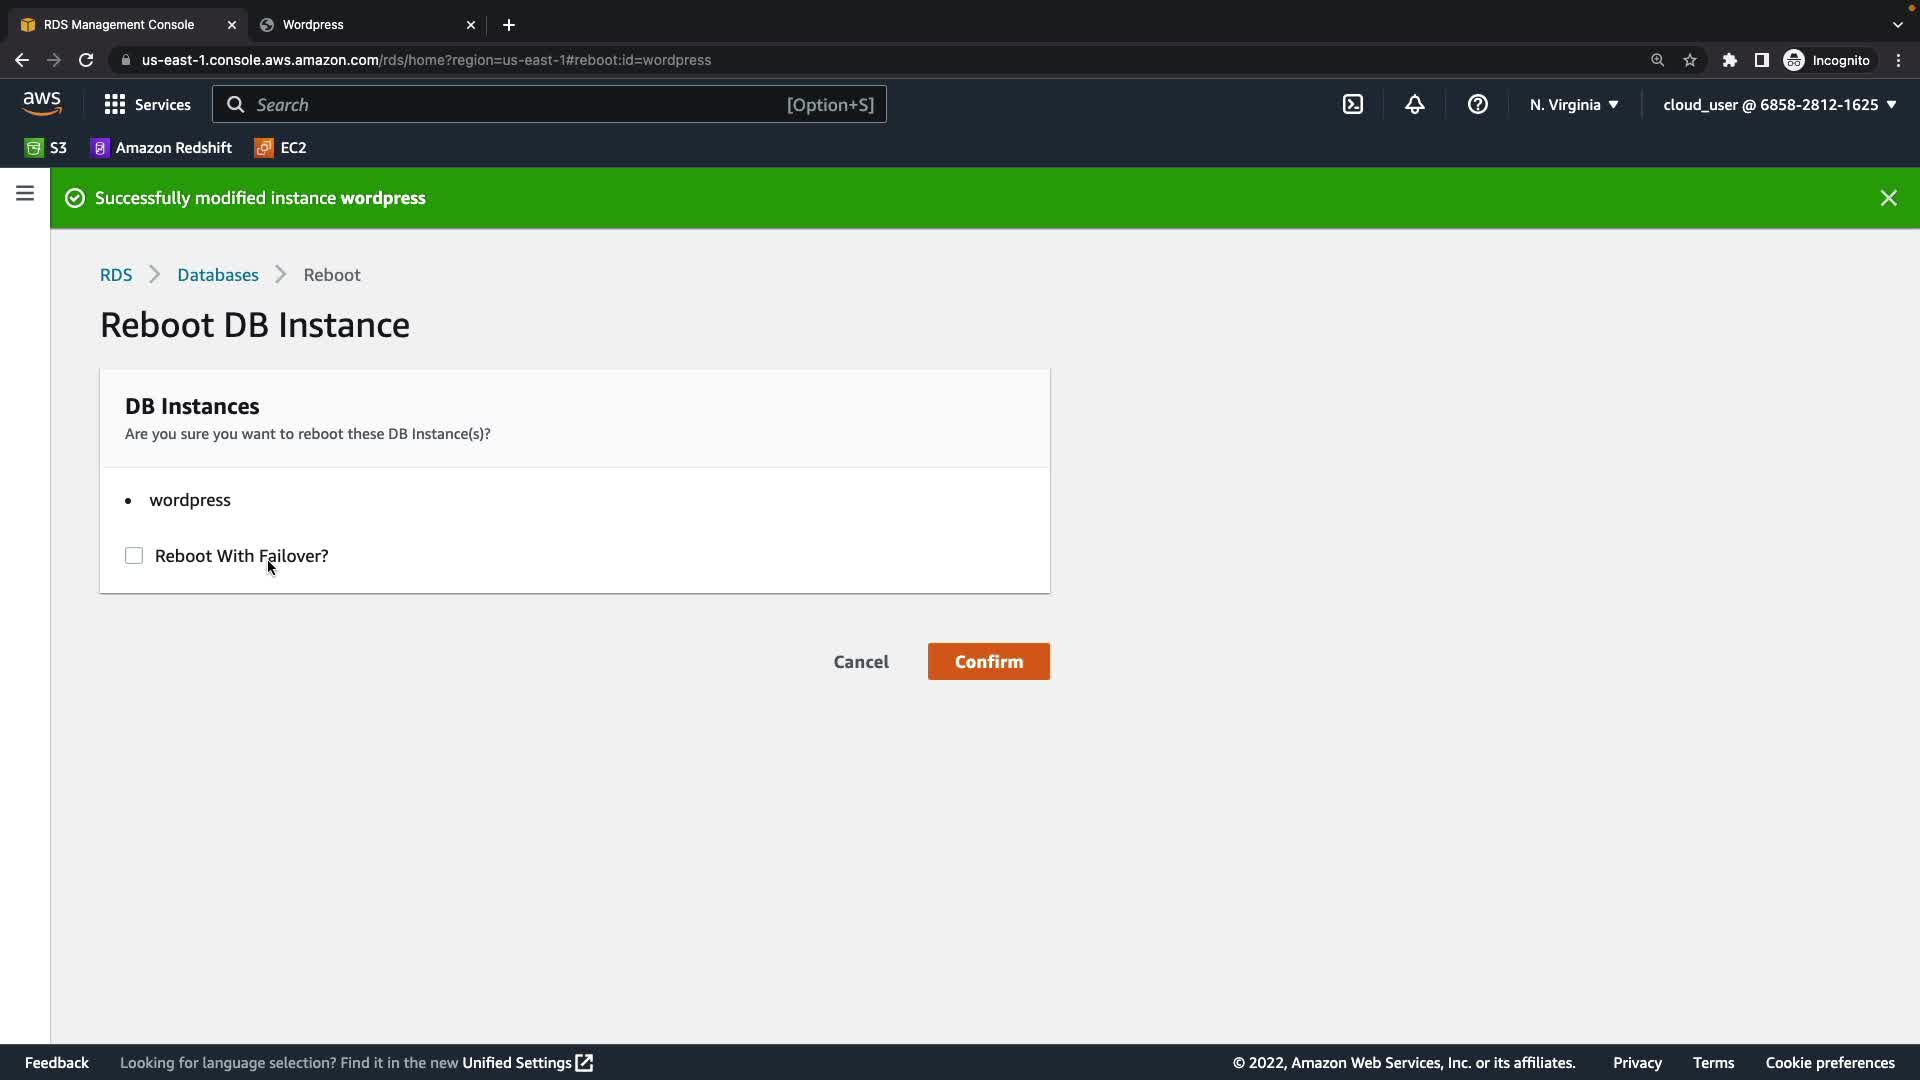 RDS Management Console
Wordpress
us-east-1.console.aws.amazon.com/rds/home?region=us-east-1#reboot:id=wordpress
Incognito
aws
Services
Search
[Option+S]
N. Virginia
cloud_user @ 6858-2812-1625
S3
Amazon Redshift
EC2
Successfully modified instance wordpress
RDS
Databases
Reboot
Reboot DB Instance
DB Instances
Are you sure you want to reboot these DB Instance(s)?
• wordpress
Reboot With Failover?
Cancel
Confirm
Feedback
Looking for language selection? Find it in the new Unified Settings
© 2022, Amazon Web Services, Inc. or its affiliates.
Privacy
Terms
Cookie preferences